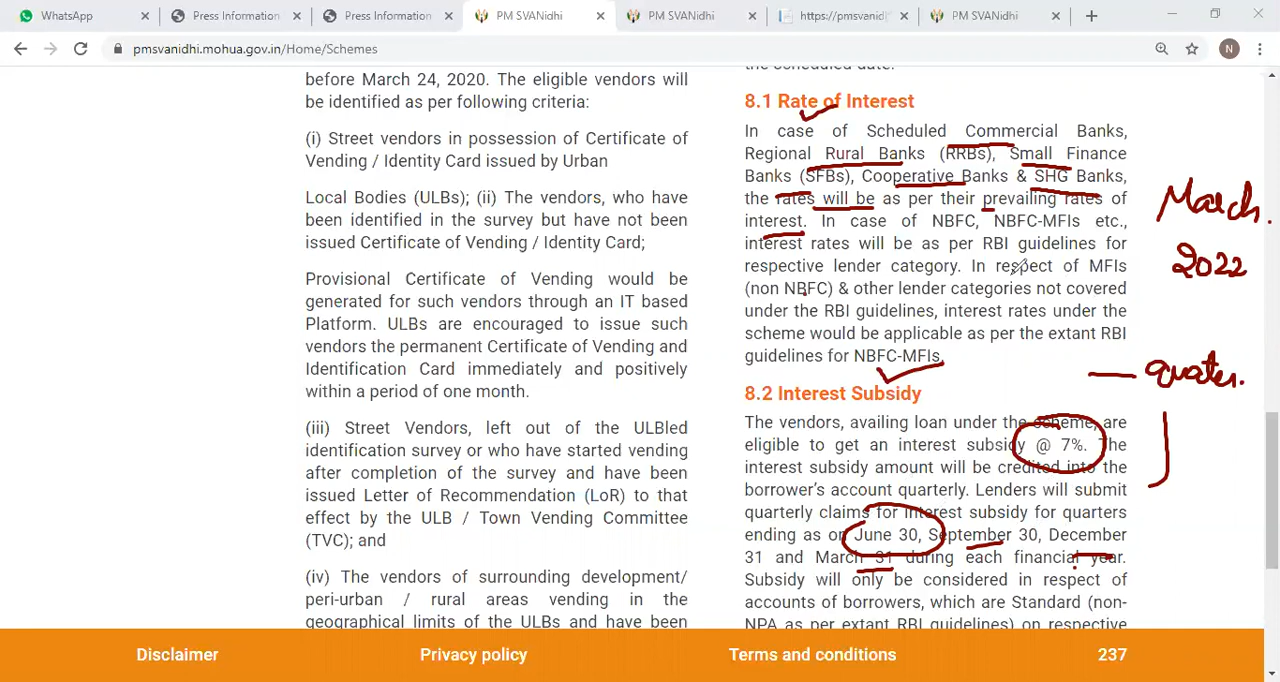 WhatsApp
Press Information
Press Information
PM SVANidhi
PM SVANidhi
https://pmsvanidhi
PM SVANidhi
pmsvanidhi.mohua.gov.in/Home/Schemes
N
before March 24, 2020. The eligible vendors will
be identified as per following criteria:
(i) Street vendors in possession of Certificate of
Vending / Identity Card issued by Urban
Local Bodies (ULBs); (ii) The vendors, who have
been identified in the survey but have not been
issued Certificate of Vending / Identity Card;
Provisional Certificate of Vending would be
generated for such vendors through an IT based
Platform. ULBs are encouraged to issue such
vendors the permanent Certificate of Vending and
Identification Card immediately and positively
within a period of one month.
(iii) Street Vendors, left out of the ULBled
identification survey or who have started vending
after completion of the survey and have been
issued Letter of Recommendation (LoR) to that
effect by the ULB / Town Vending Committee
(TVC); and
(iv) The vendors of surrounding development/
peri-urban / rural areas vending in the
geographical limits of the ULBs and have been
the scheduled date.
8.1 Rate of Interest
In case of Scheduled Commercial Banks,
Regional Rural Banks (RRBs), Small Finance
Banks (SFBs), Cooperative Banks & SHG Banks,
the rates will be as per their prevailing rates of
interest. In case of NBFC, NBFC-MFIs etc.,
interest rates will be as per RBI guidelines for
respective lender category. In respect of MFIs
(non NBFC) & other lender categories not covered
under the RBI guidelines, interest rates under the
scheme would be applicable as per the extant RBI
guidelines for NBFC-MFIs.
8.2 Interest Subsidy
The vendors, availing loan under the scheme, are
eligible to get an interest subsidy @ 7%. The
interest subsidy amount will be credited into the
borrower's account quarterly. Lenders will submit
quarterly claims for interest subsidy for quarters
ending as on June 30, September 30, December
31 and March 31 during each financial year.
Subsidy will only be considered in respect of
accounts of borrowers, which are Standard (non-
NPA as per extant RBI guidelines) on respective
March.
2022
— quater.
Disclaimer
Privacy policy
Terms and conditions
237